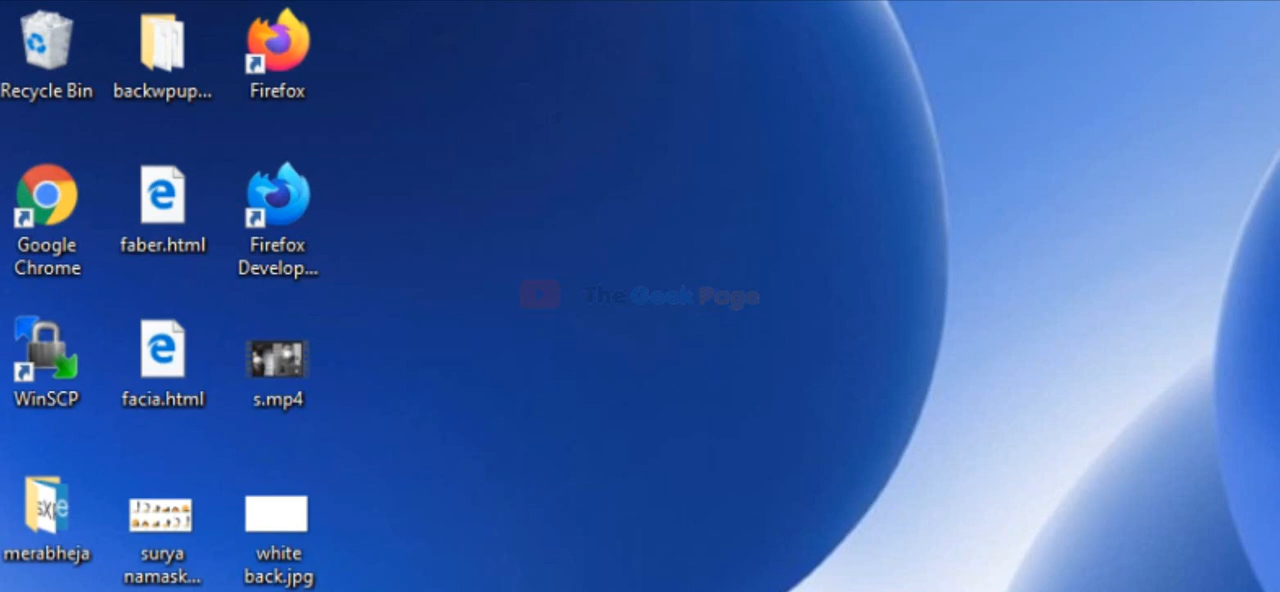 Recycle Bin
backwpup...
Firefox
Google
Chrome
faber.html
Firefox
Develop...
The Geek Page
WinSCP
facia.html
s.mp4
merabheja
surya
namask...
white
back.jpg